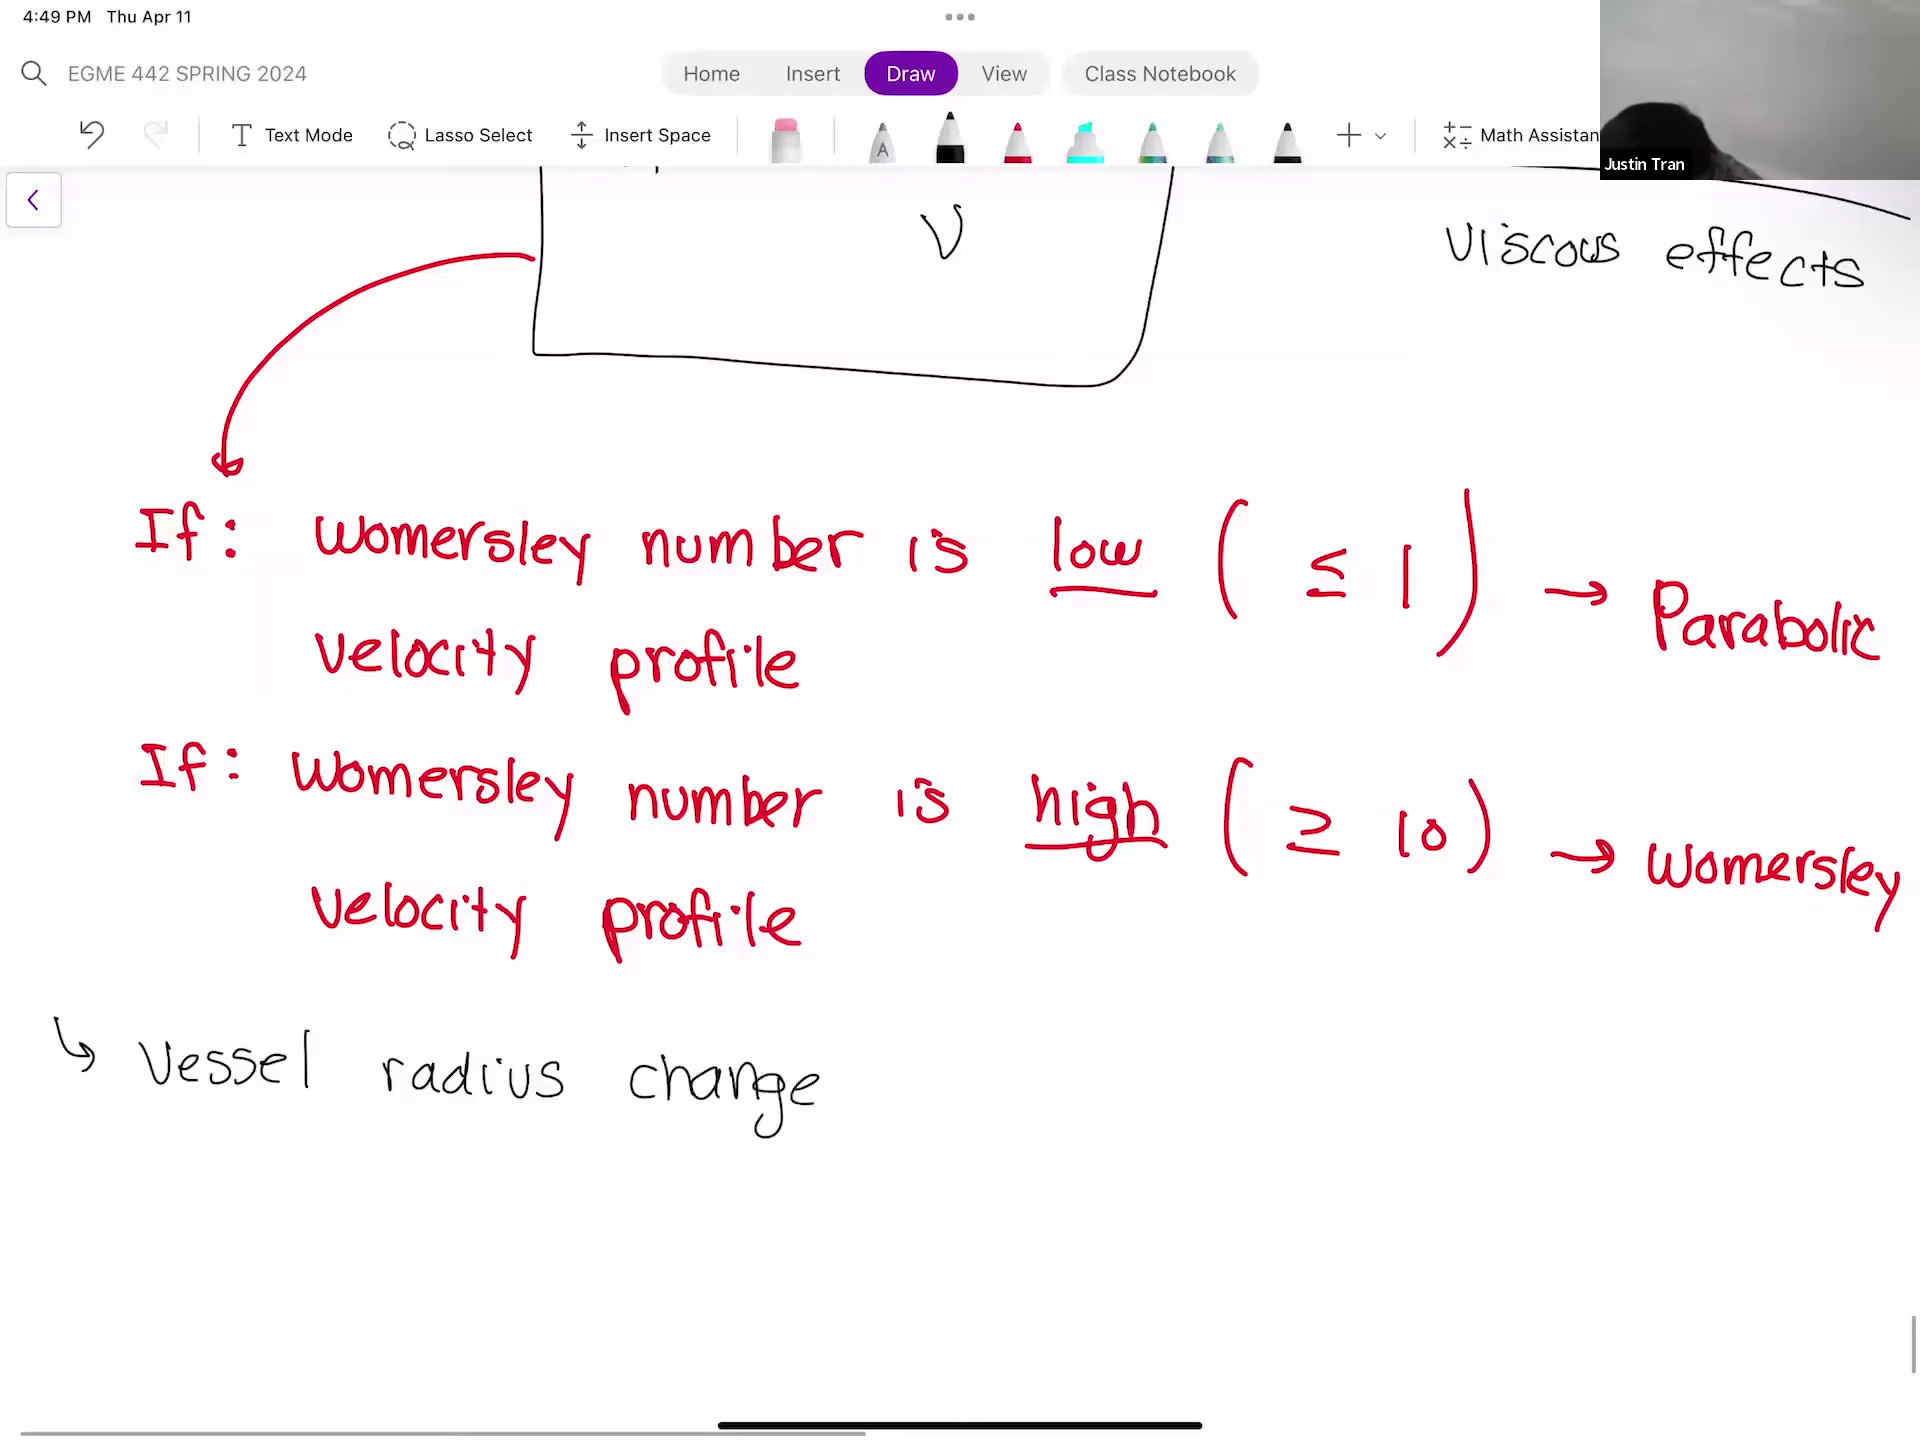 4:49 PM Thu Apr 11
EGME 442 SPRING 2024
Home Insert Draw View Class Notebook
Text Mode Lasso Select Insert Space A Math Assistan
Justin Tran
ν
viscous effects
If: Womersley number is low ( ≤ 1 ) → Parabolic
velocity profile
If: Womersley number is high ( ≥ 10 ) → Womersley
velocity profile
↳ Vessel radius change